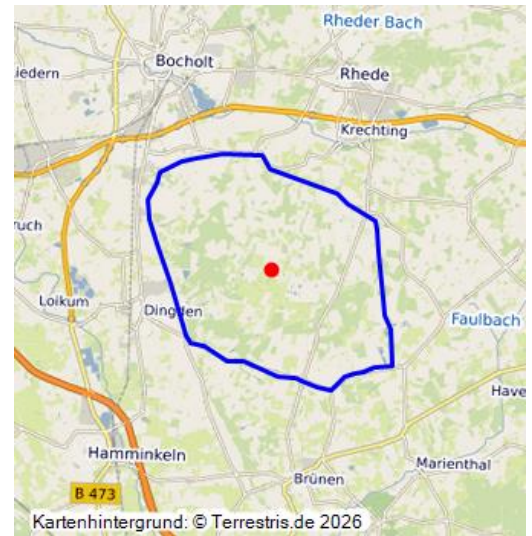 Rheder Bach
Bocholt
iedern
Rhede
Krechting
ruch
Loikum
Dingden
Faulbach
Have
Hamminkeln
Marienthal
Brünen
B 473
Kartenhintergrund: © Terrestris.de 2026